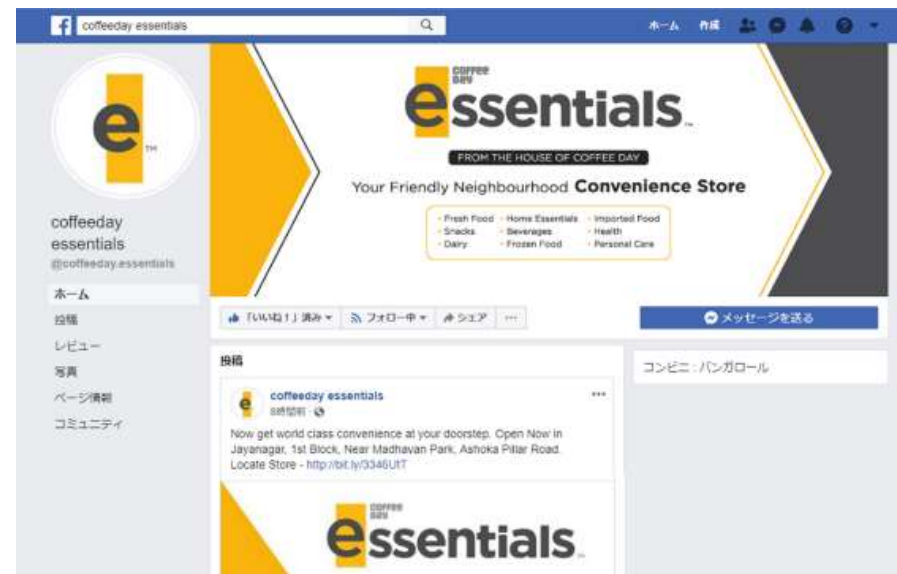 coffeeday essentials
ホーム
作成
COFFEE
DAY
essentials™
FROM THE HOUSE OF COFFEE DAY
Your Friendly Neighbourhood Convenience Store
・Fresh Food ・Home Essentials ・Imported Food
・Snacks ・Beverages ・Health
・Dairy ・Frozen Food ・Personal Care
e™
coffeeday
essentials
@coffeeday.essentials
ホーム
投稿
レビュー
写真
ページ情報
コミュニティ
「いいね！」済み
フォロー中
シェア
メッセージを送る
投稿
コンビニ : バンガロール
coffeeday essentials
8時間前
Now get world class convenience at your doorstep. Open Now in
Jayanagar, 1st Block, Near Madhavan Park, Ashoka Pillar Road.
Locate Store - http://bit.ly/3346UtT
COFFEE
DAY
essentials